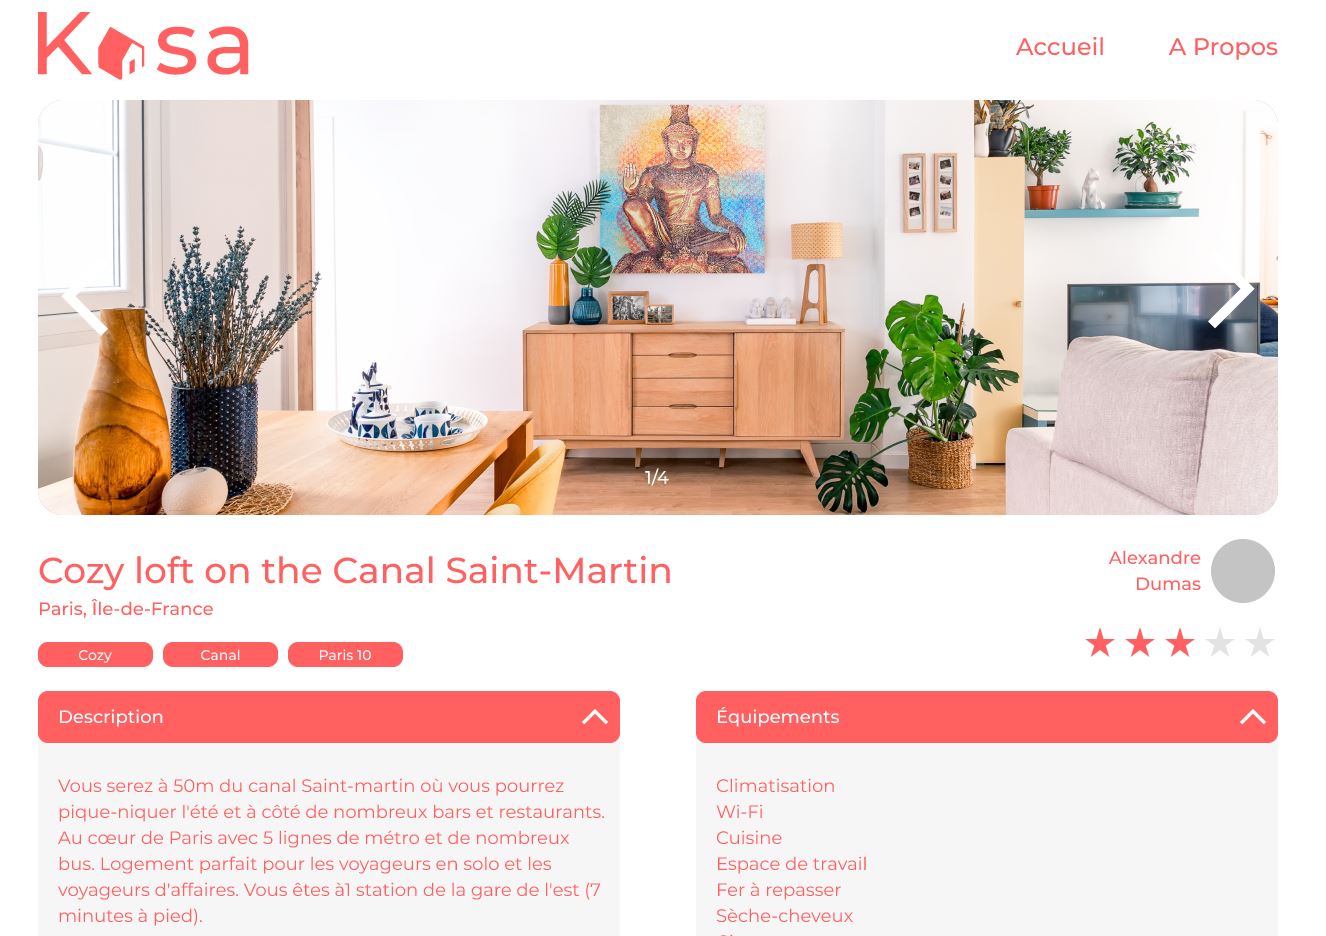 Kasa
Accueil
A Propos
1/4
Cozy loft on the Canal Saint-Martin
Paris, Île-de-France
Cozy
Canal
Paris 10
Alexandre
Dumas
Description
Vous serez à 50m du canal Saint-martin où vous pourrez
pique-niquer l'été et à côté de nombreux bars et restaurants.
Au cœur de Paris avec 5 lignes de métro et de nombreux
bus. Logement parfait pour les voyageurs en solo et les
voyageurs d'affaires. Vous êtes à1 station de la gare de l'est (7
minutes à pied).
Équipements
Climatisation
Wi-Fi
Cuisine
Espace de travail
Fer à repasser
Sèche-cheveux